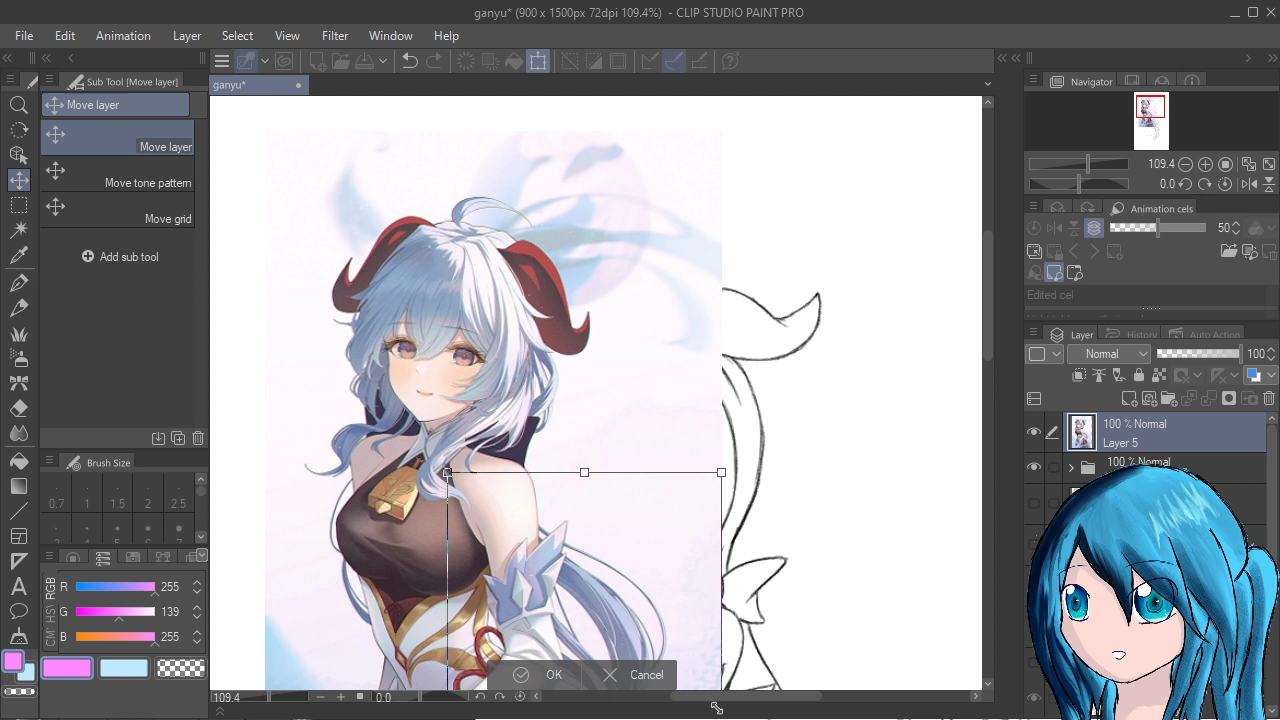 ganyu* (900 x 1500px 72dpi 109.4%) - CLIP STUDIO PAINT PRO
File Edit Animation Layer Select View Filter Window Help
Sub Tool [Move layer]
ganyu*
Navigator
Move layer
Move layer
Move tone pattern
Move grid
Add sub tool
109.4
0.0
Animation cels
50
Edited cel
Layer
History
Auto Action
Normal
100
100 % Normal
Layer 5
100 % Normal
Brush Size
0.7 1 1.5 2 2.5
RGB
HSV
R 255
G 139
B 255
OK
Cancel
109.4
0.0